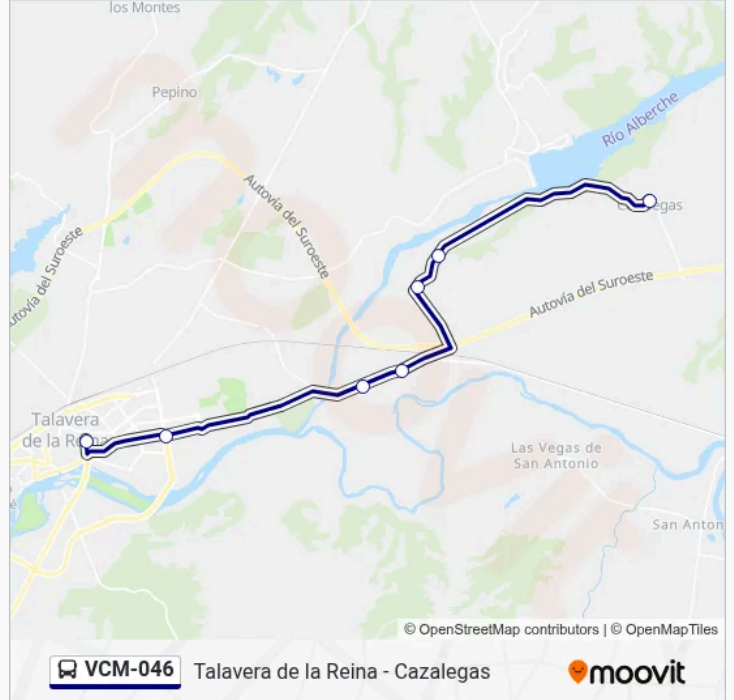 los Montes
Pepino
Río Alberche
Autovía del Suroeste
Autovía del Suroeste
Autovía del Suroeste
Talavera
de la Reina
Las Vegas de
San Antonio
San Anton
© OpenStreetMap contributors | © OpenMapTiles
VCM-046 Talavera de la Reina - Cazalegas moovit